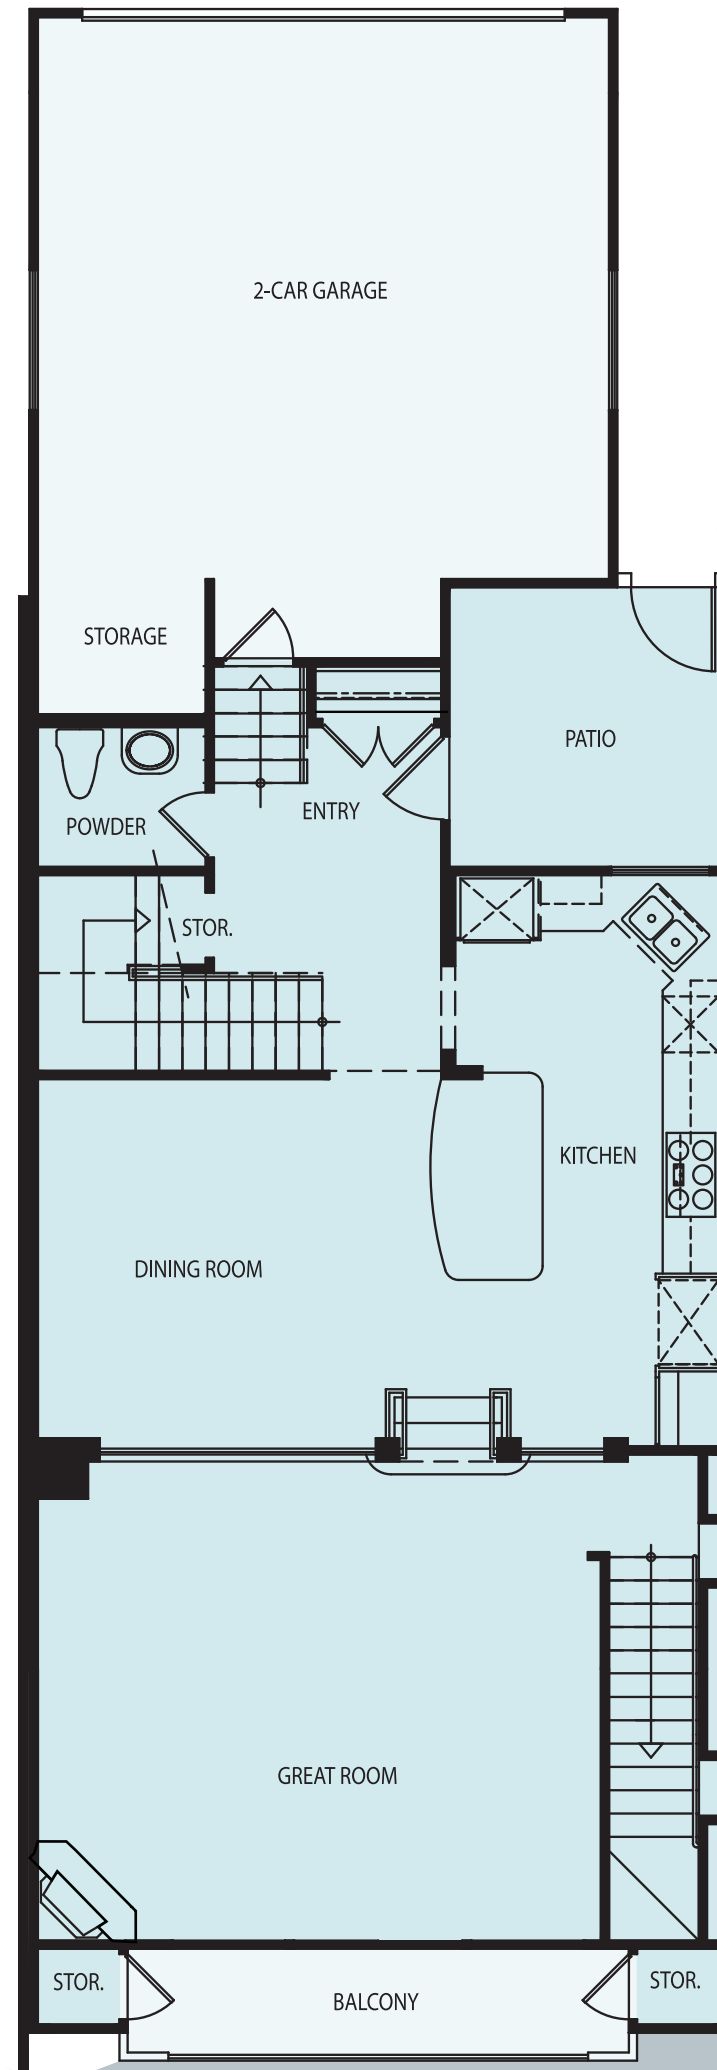 2-CAR GARAGE
STORAGE
PATIO
ENTRY
POWDER
STOR.
KITCHEN
DINING ROOM
GREAT ROOM
STOR.
BALCONY
STOR.